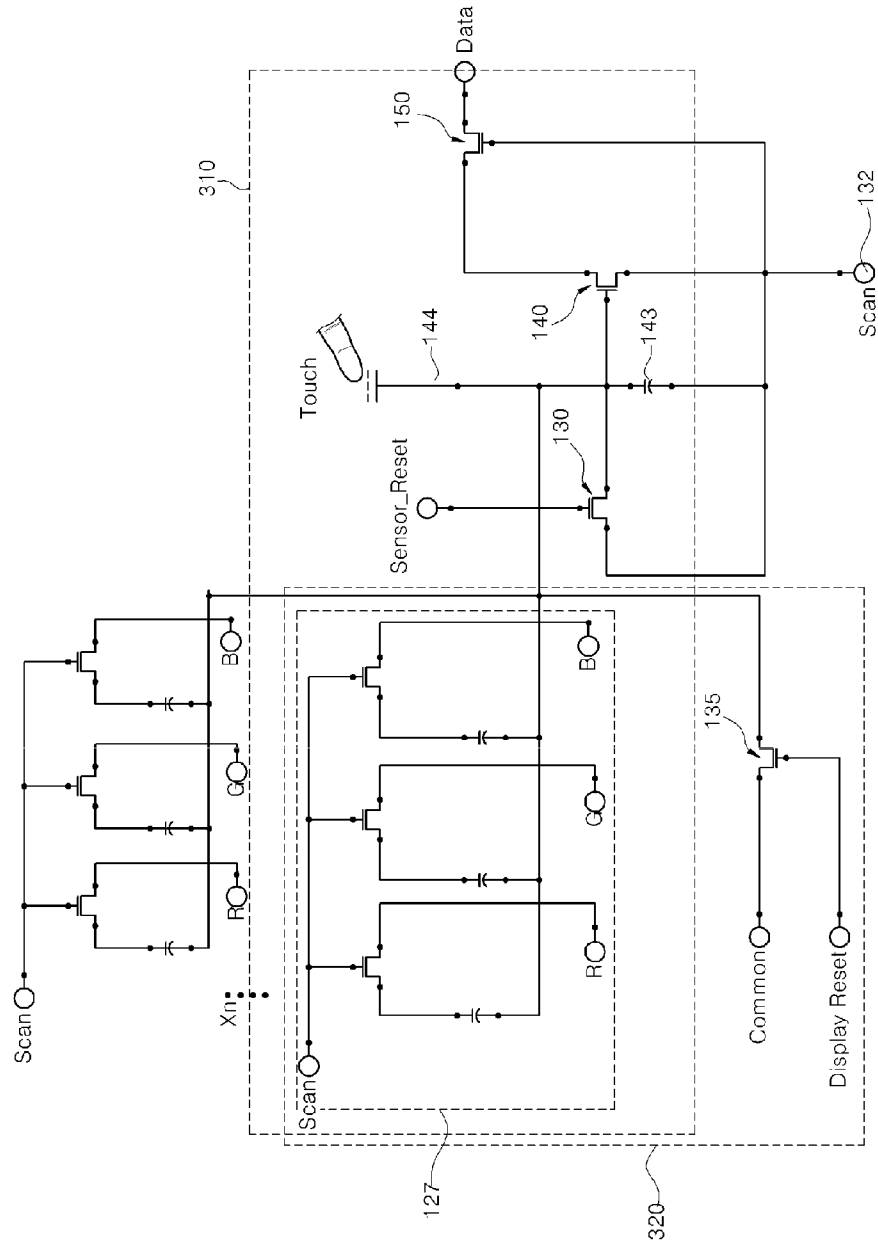 Scan
R
G
B
Xn
310
Scan
R
G
B
127
320
Touch
144
Sensor_Reset
130
140
143
150
Data
Scan
132
135
Common
Display Reset